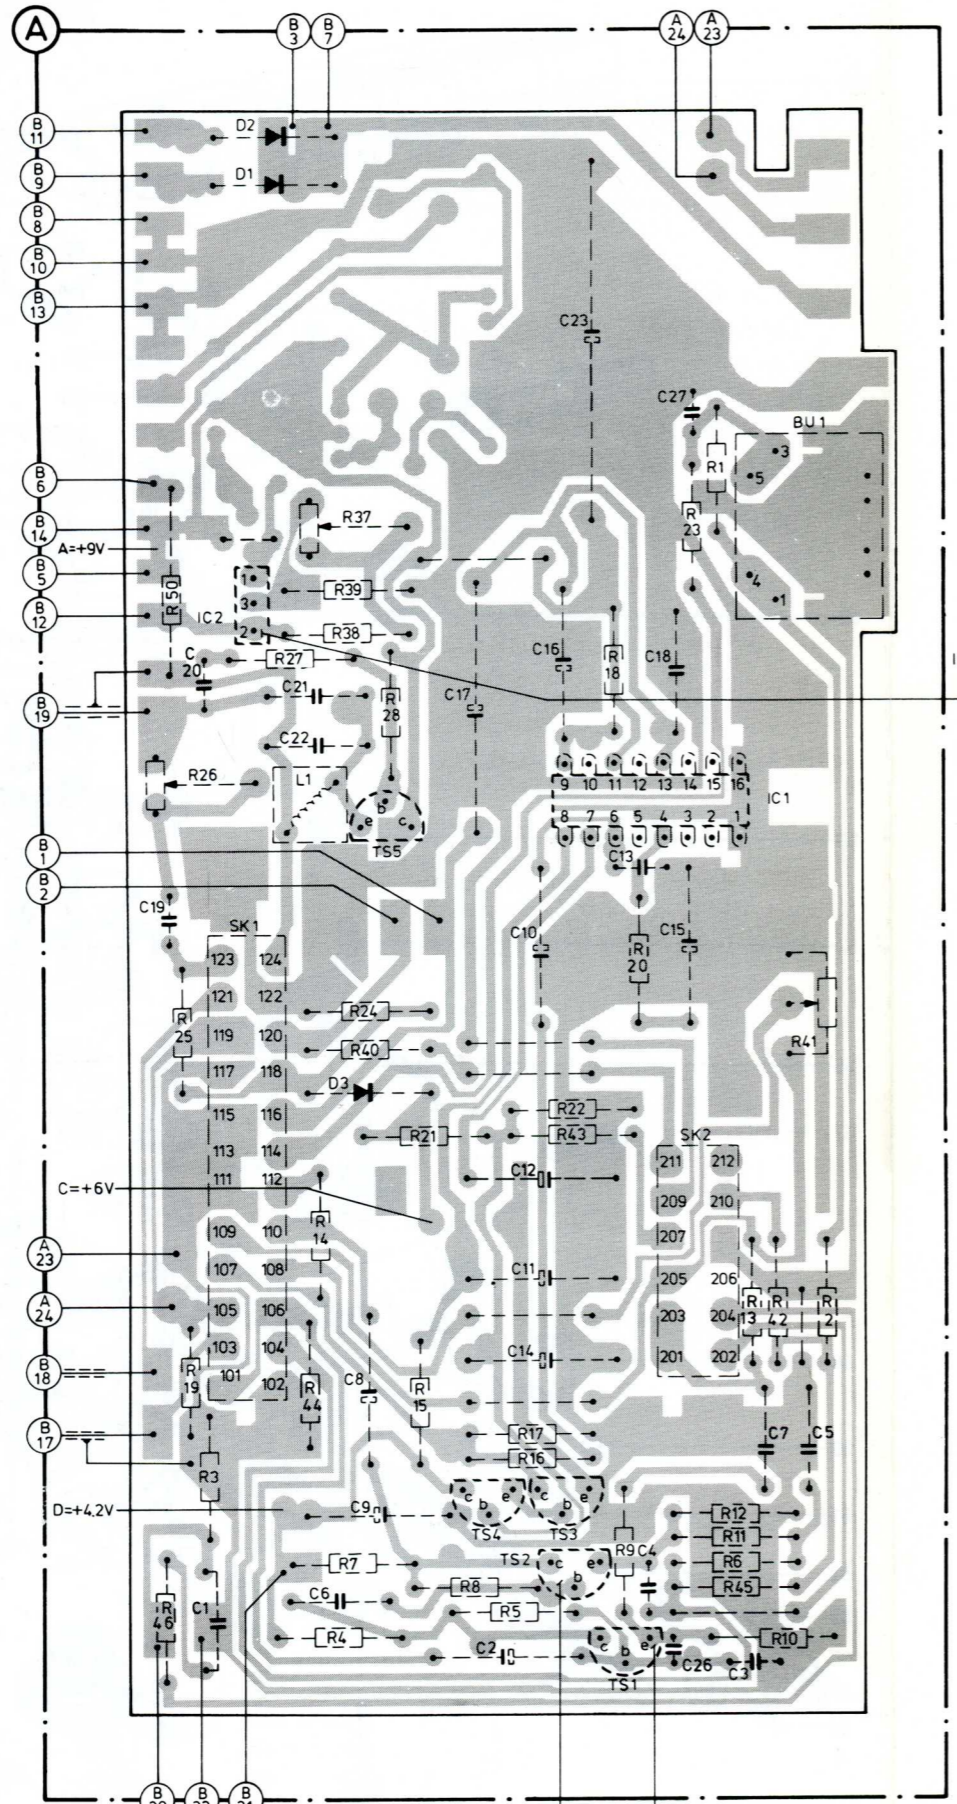 A
B 3
B 7
A 24
A 23
B 11
D2
B 9
D1
B 8
B 10
B 13
C23
C27
BU 1
3
R1
5
B 6
R37
R 23
B 14
A=+9V
B 5
R 50
1
R39
4
B 12
IC2
3
1
2
R38
C 20
R27
C16
R 18
C18
C21
R 28
C17
B 19
C22
R26
L1
9 10 11 12 13 14 15 16
IC1
b
8 7 6 5 4 3 2 1
e c
TS5
B 1
C13
B 2
C19
SK1
C10
R 20
C15
123 124
121 122
R 25
R24
119 120
R41
R40
117 118
D3
115 116
R22
R21
R43
SK2
113 114
211 212
111 112
C12
C=+6V
209 210
R 14
109 110
207
A 23
107 108
C11
205 206
A 24
105 106
203 204
R 13
R 42
R 2
103 104
C14
201 202
B 18
R 19
101 102
R 44
C8
R 15
B 17
R17
C7
C5
R16
R3
c e
c e
D=+4.2V
C9
b
b
R12
TS4
TS3
R11
TS2
c e
R9
C4
R7
R6
b
R8
R45
C6
R 46
C1
R5
R4
c b e
R10
C2
C26
C3
TS1
B
B
B